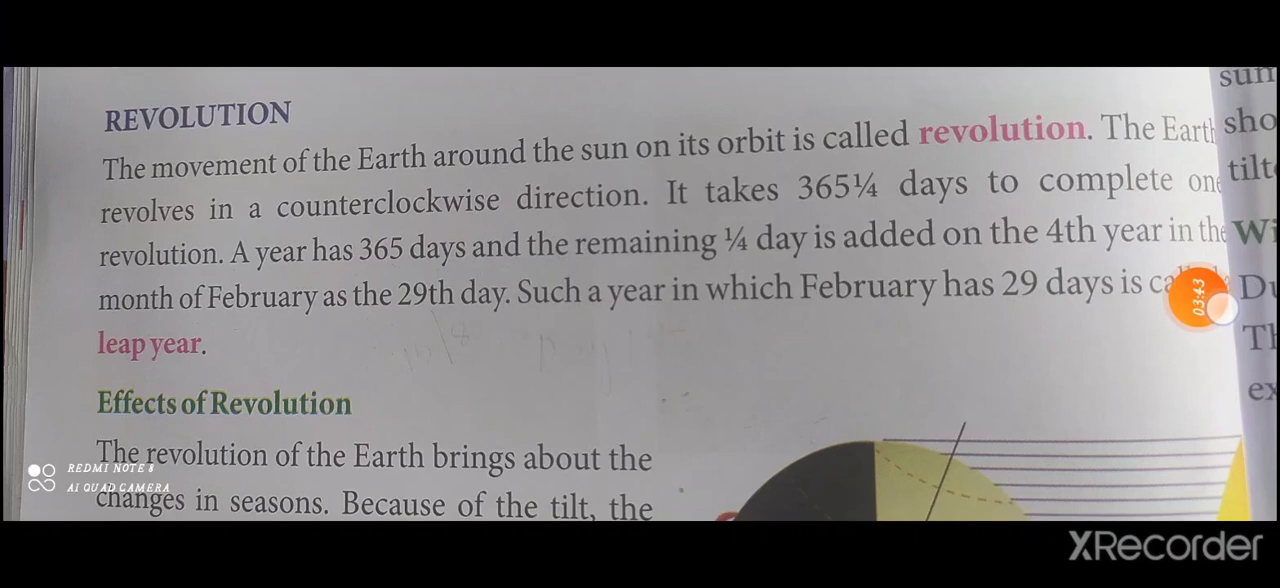 REVOLUTION
The movement of the Earth around the sun on its orbit is called revolution. The Earth
revolves in a counterclockwise direction. It takes 365¼ days to complete one
revolution. A year has 365 days and the remaining ¼ day is added on the 4th year in the
month of February as the 29th day. Such a year in which February has 29 days is
leap year.
Effects of Revolution
The revolution of the Earth brings about the
changes in seasons. Because of the tilt, the
sun
sho
tilt
Wi
Du
Th
ex
03:43
REDMI NOTE 8
AI QUAD CAMERA
XRecorder